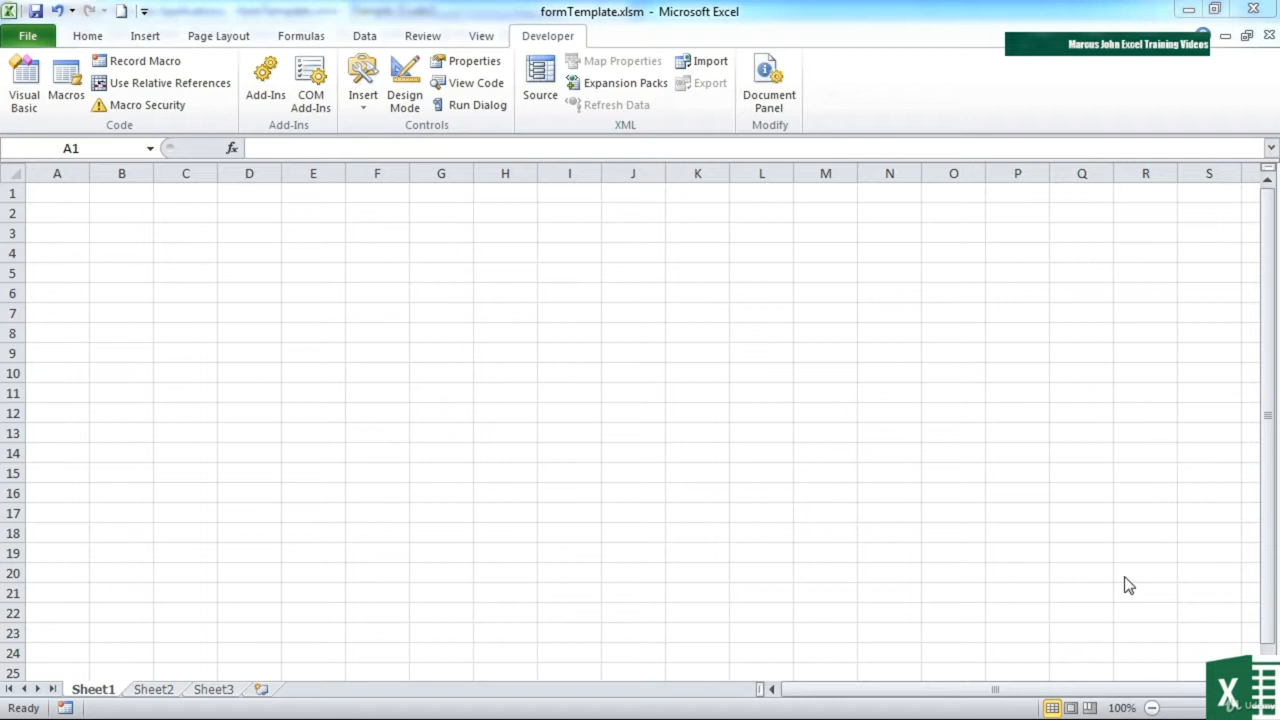 formTemplate.xlsm - Microsoft Excel
File Home Insert Page Layout Formulas Data Review View Developer
Marcus John Excel Training Videos
Visual Basic
Macros
Record Macro
Use Relative References
Macro Security
Code
Add-Ins
COM Add-Ins
Add-Ins
Insert
Design Mode
Properties
View Code
Run Dialog
Controls
Source
Map Properties
Expansion Packs
Refresh Data
Import
Export
XML
Document Panel
Modify
A1 fx
A B C D E F G H I J K L M N O P Q R S
1
2
3
4
5
6
7
8
9
10
11
12
13
14
15
16
17
18
19
20
21
22
23
24
25
Sheet1 Sheet2 Sheet3
Ready 100%
X Udemy